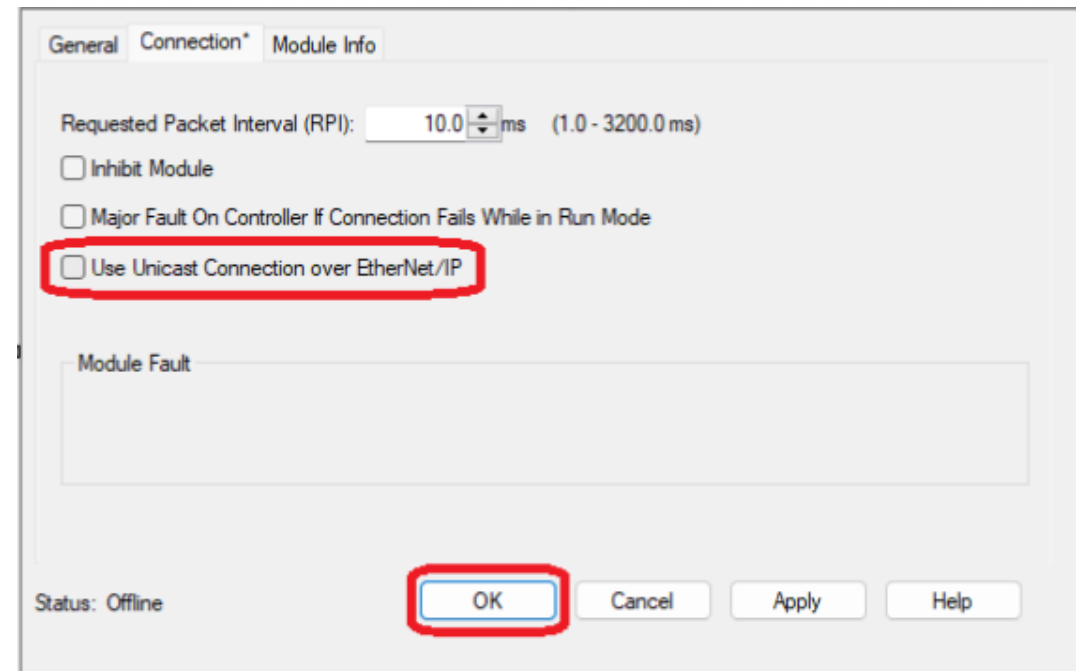 General Connection* Module Info
Requested Packet Interval (RPI): 10.0 ms (1.0 - 3200.0 ms)
Inhibit Module
Major Fault On Controller If Connection Fails While in Run Mode
Use Unicast Connection over EtherNet/IP
Module Fault
Status: Offline OK Cancel Apply Help